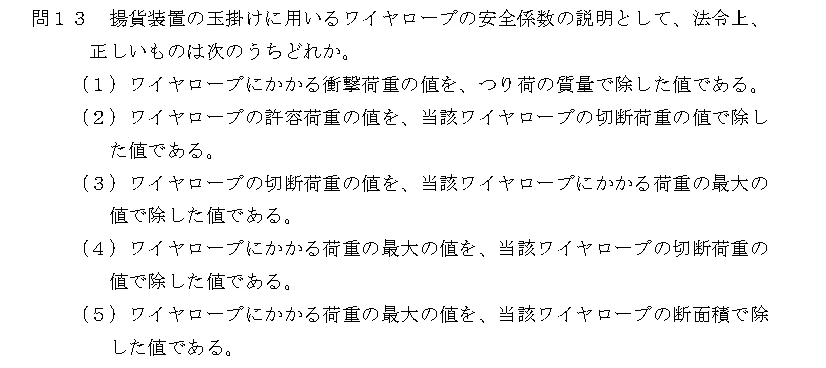 問１３　揚貨装置の玉掛けに用いるワイヤロープの安全係数の説明として、法令上、
正しいものは次のうちどれか。
（１）ワイヤロープにかかる衝撃荷重の値を、つり荷の質量で除した値である。
（２）ワイヤロープの許容荷重の値を、当該ワイヤロープの切断荷重の値で除し
た値である。
（３）ワイヤロープの切断荷重の値を、当該ワイヤロープにかかる荷重の最大の
値で除した値である。
（４）ワイヤロープにかかる荷重の最大の値を、当該ワイヤロープの切断荷重の
値で除した値である。
（５）ワイヤロープにかかる荷重の最大の値を、当該ワイヤロープの断面積で除
した値である。